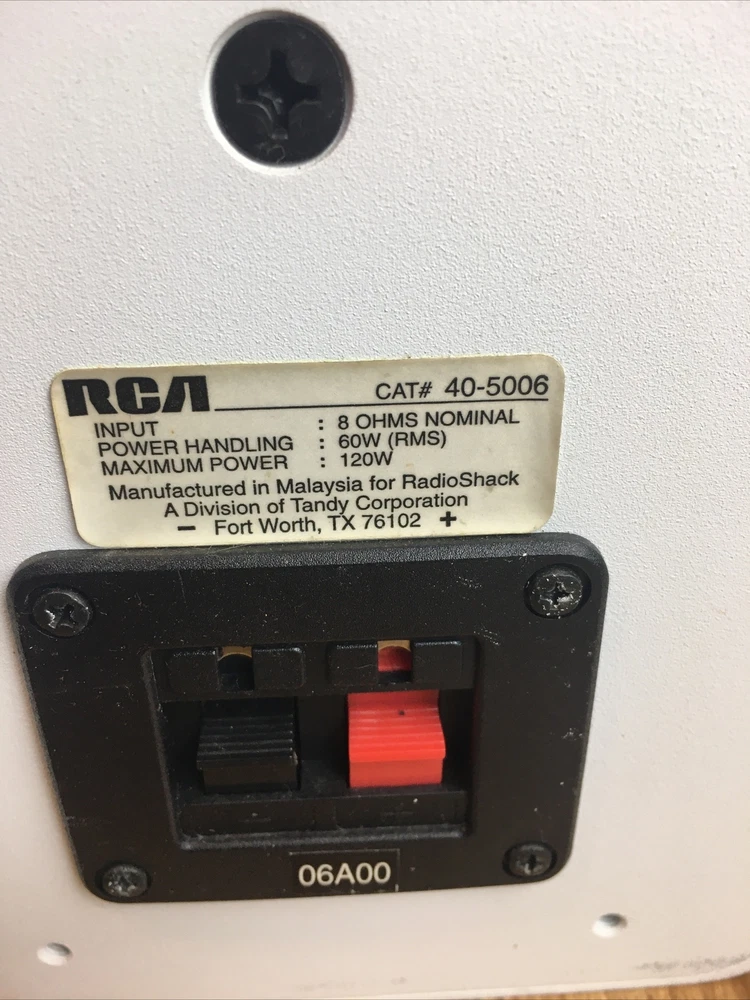 RCA CAT# 40-5006
INPUT : 8 OHMS NOMINAL
POWER HANDLING : 60W (RMS)
MAXIMUM POWER : 120W
Manufactured in Malaysia for RadioShack
A Division of Tandy Corporation
− Fort Worth, TX 76102 +
06A00